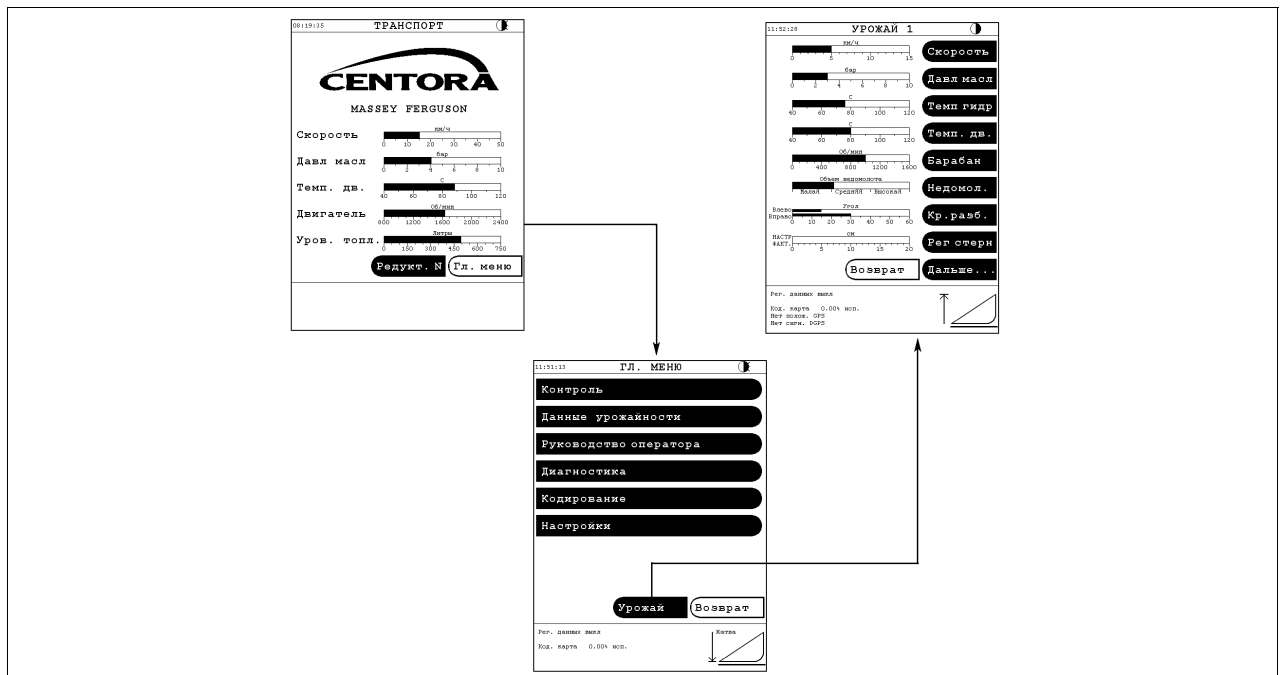 08:19:35 ТРАНСПОРТ
CENTORA
MASSEY FERGUSON
км/ч
Скорость
0 10 20 30 40 50
бар
Давл масл
0 2 4 6 8 10
C
Темп. дв.
40 60 80 100 120
Об/мин
Двигатель
800 1200 1600 2000 2400
Литры
Уров. топл.
0 150 300 450 600 750
Редукт. N Гл. меню
11:52:28 УРОЖАЙ 1
км/ч
Скорость
0 5 10 15
бар
Давл масл
0 2 4 6 8 10
C
Темп гидр
40 60 80 100 120
C
Темп. дв.
40 60 80 100 120
Об/мин
Барабан
0 400 800 1200 1600
Объем недомолота
Недомол.
Малая Средняя Высокая
Угол
Влево
Вправо
Кр.разб.
0 10 20 30 40 50 60
см
НАСТР
ФАКТ.
Рег стерн
0 5 10 15 20
Возврат Дальше...
Рег. данных выкл
Код. карта 0.00% исп.
Нет полож. GPS
Нет сигн. DGPS
11:51:13 ГЛ. МЕНЮ
Контроль
Данные урожайности
Руководство оператора
Диагностика
Кодирование
Настройки
Урожай Возврат
Рег. данных выкл
Жатва
Код. карта 0.00% исп.